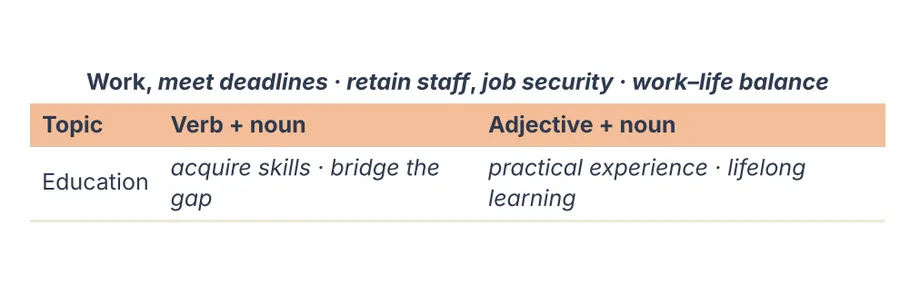 Work, meet deadlines · retain staff, job security · work–life balance
Topic Verb + noun Adjective + noun
Education acquire skills · bridge the gap practical experience · lifelong learning